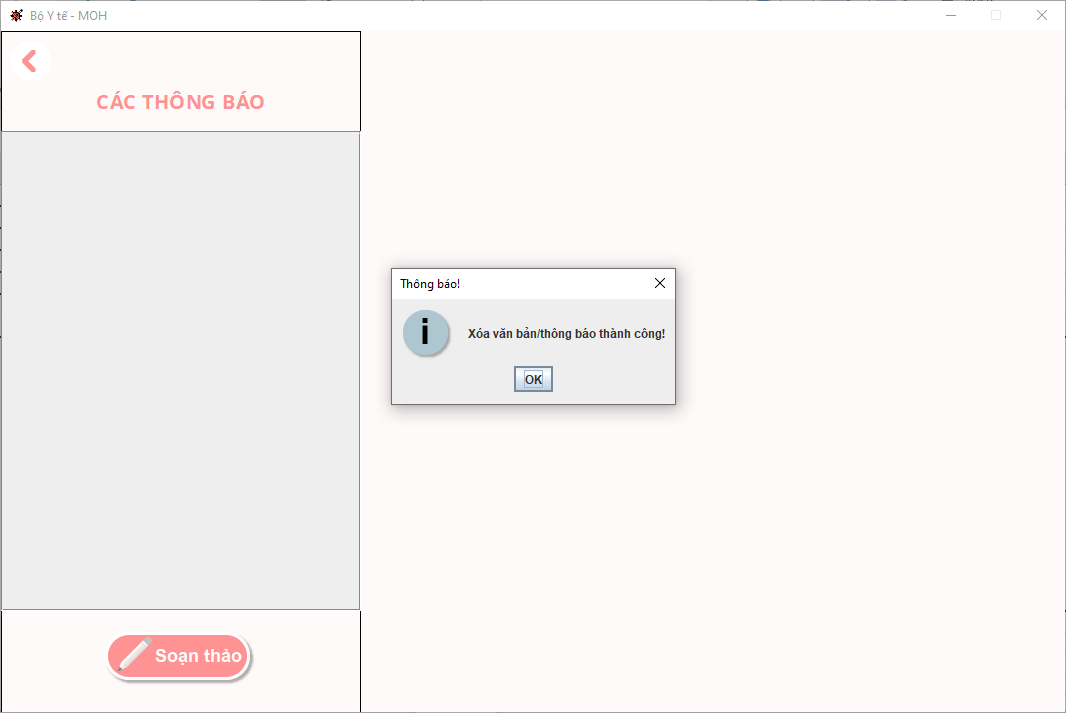 Bộ Y tế - MOH
CÁC THÔNG BÁO
Thông báo!
Xóa văn bản/thông báo thành công!
OK
Soạn thảo